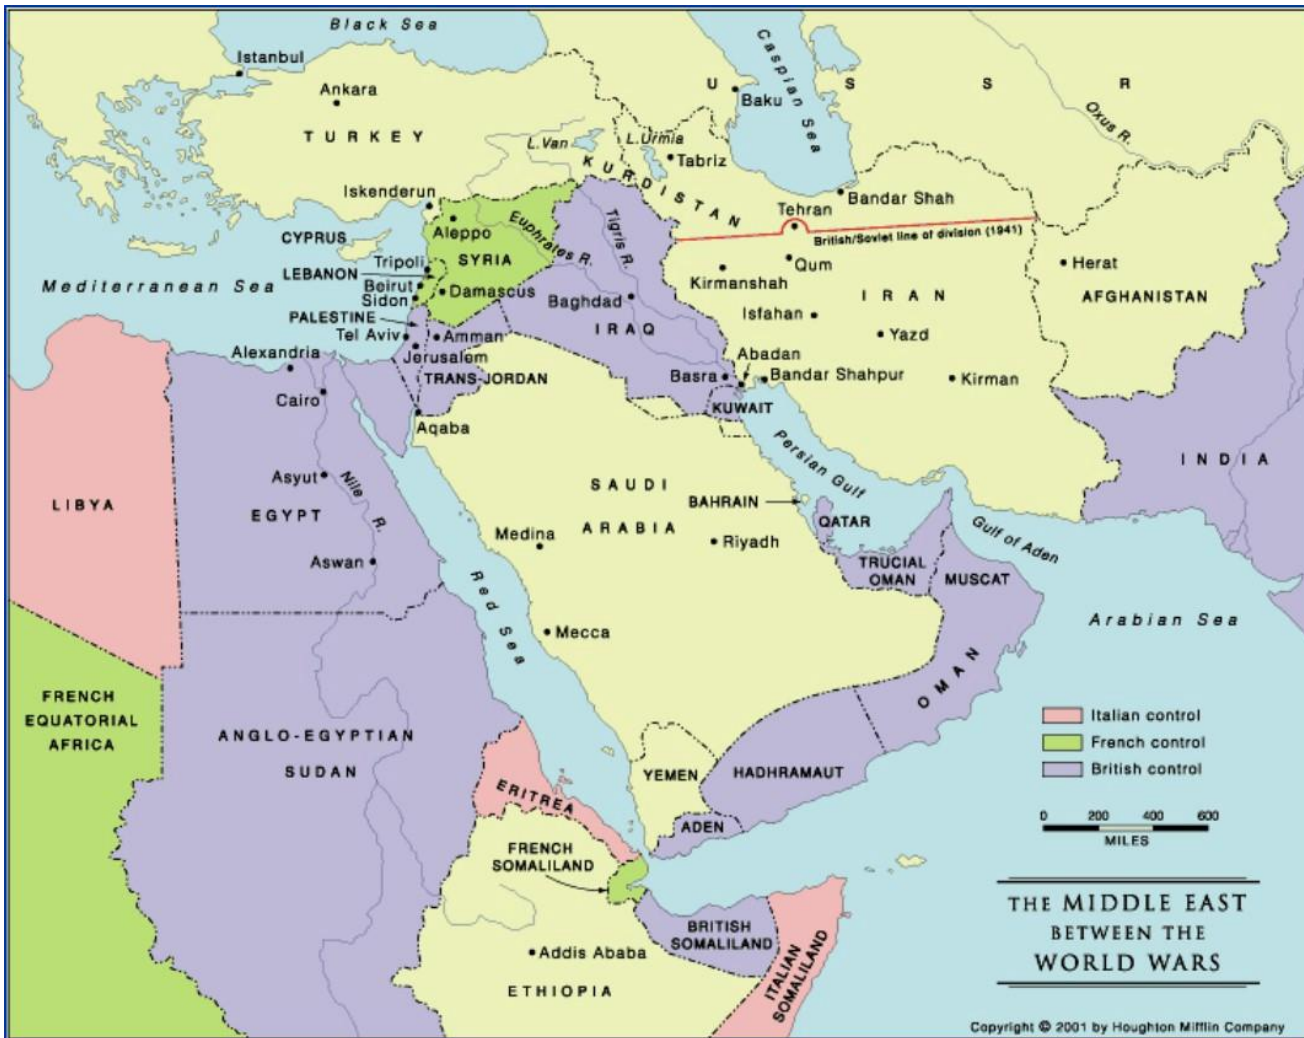 Black Sea
Istanbul
Ankara
TURKEY
Caspian Sea
U S S R
Baku
Oxus R.
L.Van
L.Urmia
Tabriz
KURDISTAN
Iskenderun
Aleppo
Euphrates R.
Tigris R.
SYRIA
Tehran
Bandar Shah
British/Soviet line of division (1941)
CYPRUS
Tripoli
LEBANON
Beirut
Sidon
Damascus
Mediterranean Sea
Qum
Kirmanshah
Herat
IRAN
AFGHANISTAN
Baghdad
IRAQ
Isfahan
Yazd
PALESTINE
Tel Aviv
Amman
Jerusalem
TRANS-JORDAN
Alexandria
Cairo
Aqaba
Abadan
Basra
Bandar Shahpur
Kirman
KUWAIT
Persian Gulf
INDIA
LIBYA
Asyut
Nile R.
EGYPT
Aswan
SAUDI
ARABIA
Medina
Riyadh
BAHRAIN
QATAR
Gulf of Aden
TRUCIAL
OMAN
MUSCAT
Red Sea
Mecca
Arabian Sea
OMAN
FRENCH
EQUATORIAL
AFRICA
ANGLO-EGYPTIAN
SUDAN
ERITREA
YEMEN
HADHRAMAUT
ADEN
FRENCH
SOMALILAND
BRITISH
SOMALILAND
ITALIAN
SOMALILAND
Addis Ababa
ETHIOPIA
Italian control
French control
British control
0 200 400 600
MILES
THE MIDDLE EAST
BETWEEN THE
WORLD WARS
Copyright © 2001 by Houghton Mifflin Company